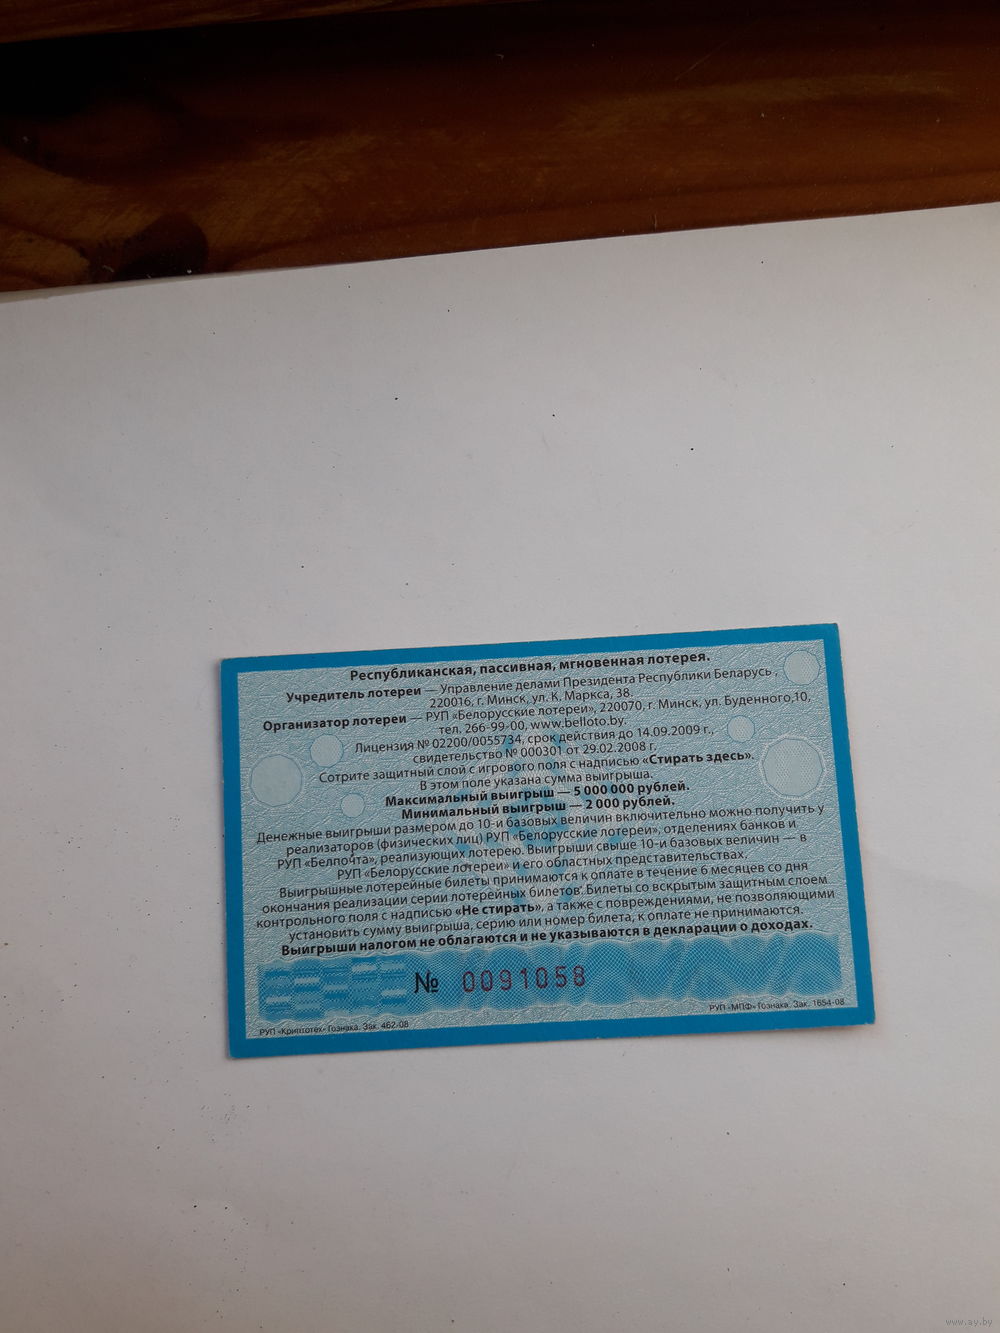 Республиканская, пассивная, мгновенная лотерея.
Учредитель лотереи — Управление делами Президента Республики Беларусь ,
220016, г. Минск, ул. К. Маркса, 38.
Организатор лотереи — РУП «Белорусские лотереи», 220070, г. Минск, ул. Буденного,10,
тел. 266-99-00, www.belloto.by.
Лицензия № 02200/0055734, срок действия до 14.09.2009 г.,
свидетельство № 000301 от 29.02.2008 г.
Сотрите защитный слой с игрового поля с надписью «Стирать здесь».
В этом поле указана сумма выигрыша.
Максимальный выигрыш — 5 000 000 рублей.
Минимальный выигрыш — 2 000 рублей.
Денежные выигрыши размером до 10-и базовых величин включительно можно получить у
реализаторов (физических лиц) РУП «Белорусские лотереи», отделениях банков и
РУП «Белпочта», реализующих лотерею. Выигрыши свыше 10-и базовых величин — в
РУП «Белорусские лотереи» и его областных представительствах.
Выигрышные лотерейные билеты принимаются к оплате в течение 6 месяцев со дня
окончания реализации серии лотерейных билетов. Билеты со вскрытым защитным слоем
контрольного поля с надписью «Не стирать», а также с повреждениями, не позволяющими
установить сумму выигрыша, серию или номер билета, к оплате не принимаются.
Выигрыши налогом не облагаются и не указываются в декларации о доходах.
№ 0091058
РУП «Криптотех» Гознака. Зак. 462-08
РУП «МПФ» Гознака. Зак. 1654-08
www.ay.by